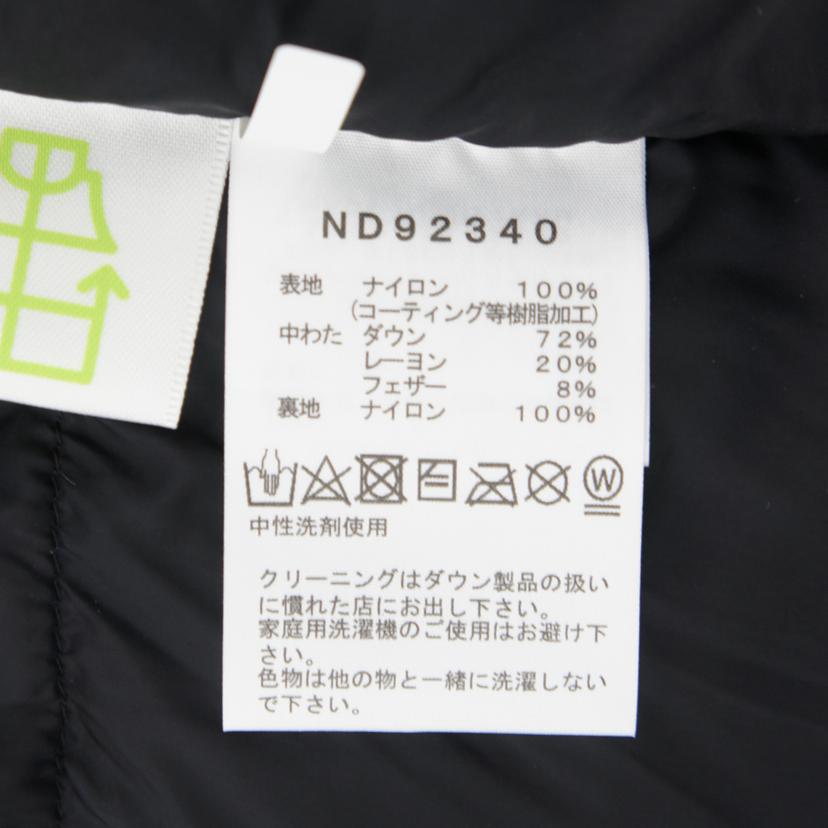 ND92340
表地 ナイロン 100%
(コーティング等樹脂加工)
中わた ダウン 72%
レーヨン 20%
フェザー 8%
裏地 ナイロン 100%
W
中性洗剤使用
クリーニングはダウン製品の扱い
に慣れた店にお出し下さい。
家庭用洗濯機のご使用はお避け下
さい。
色物は他の物と一緒に洗濯しない
で下さい。